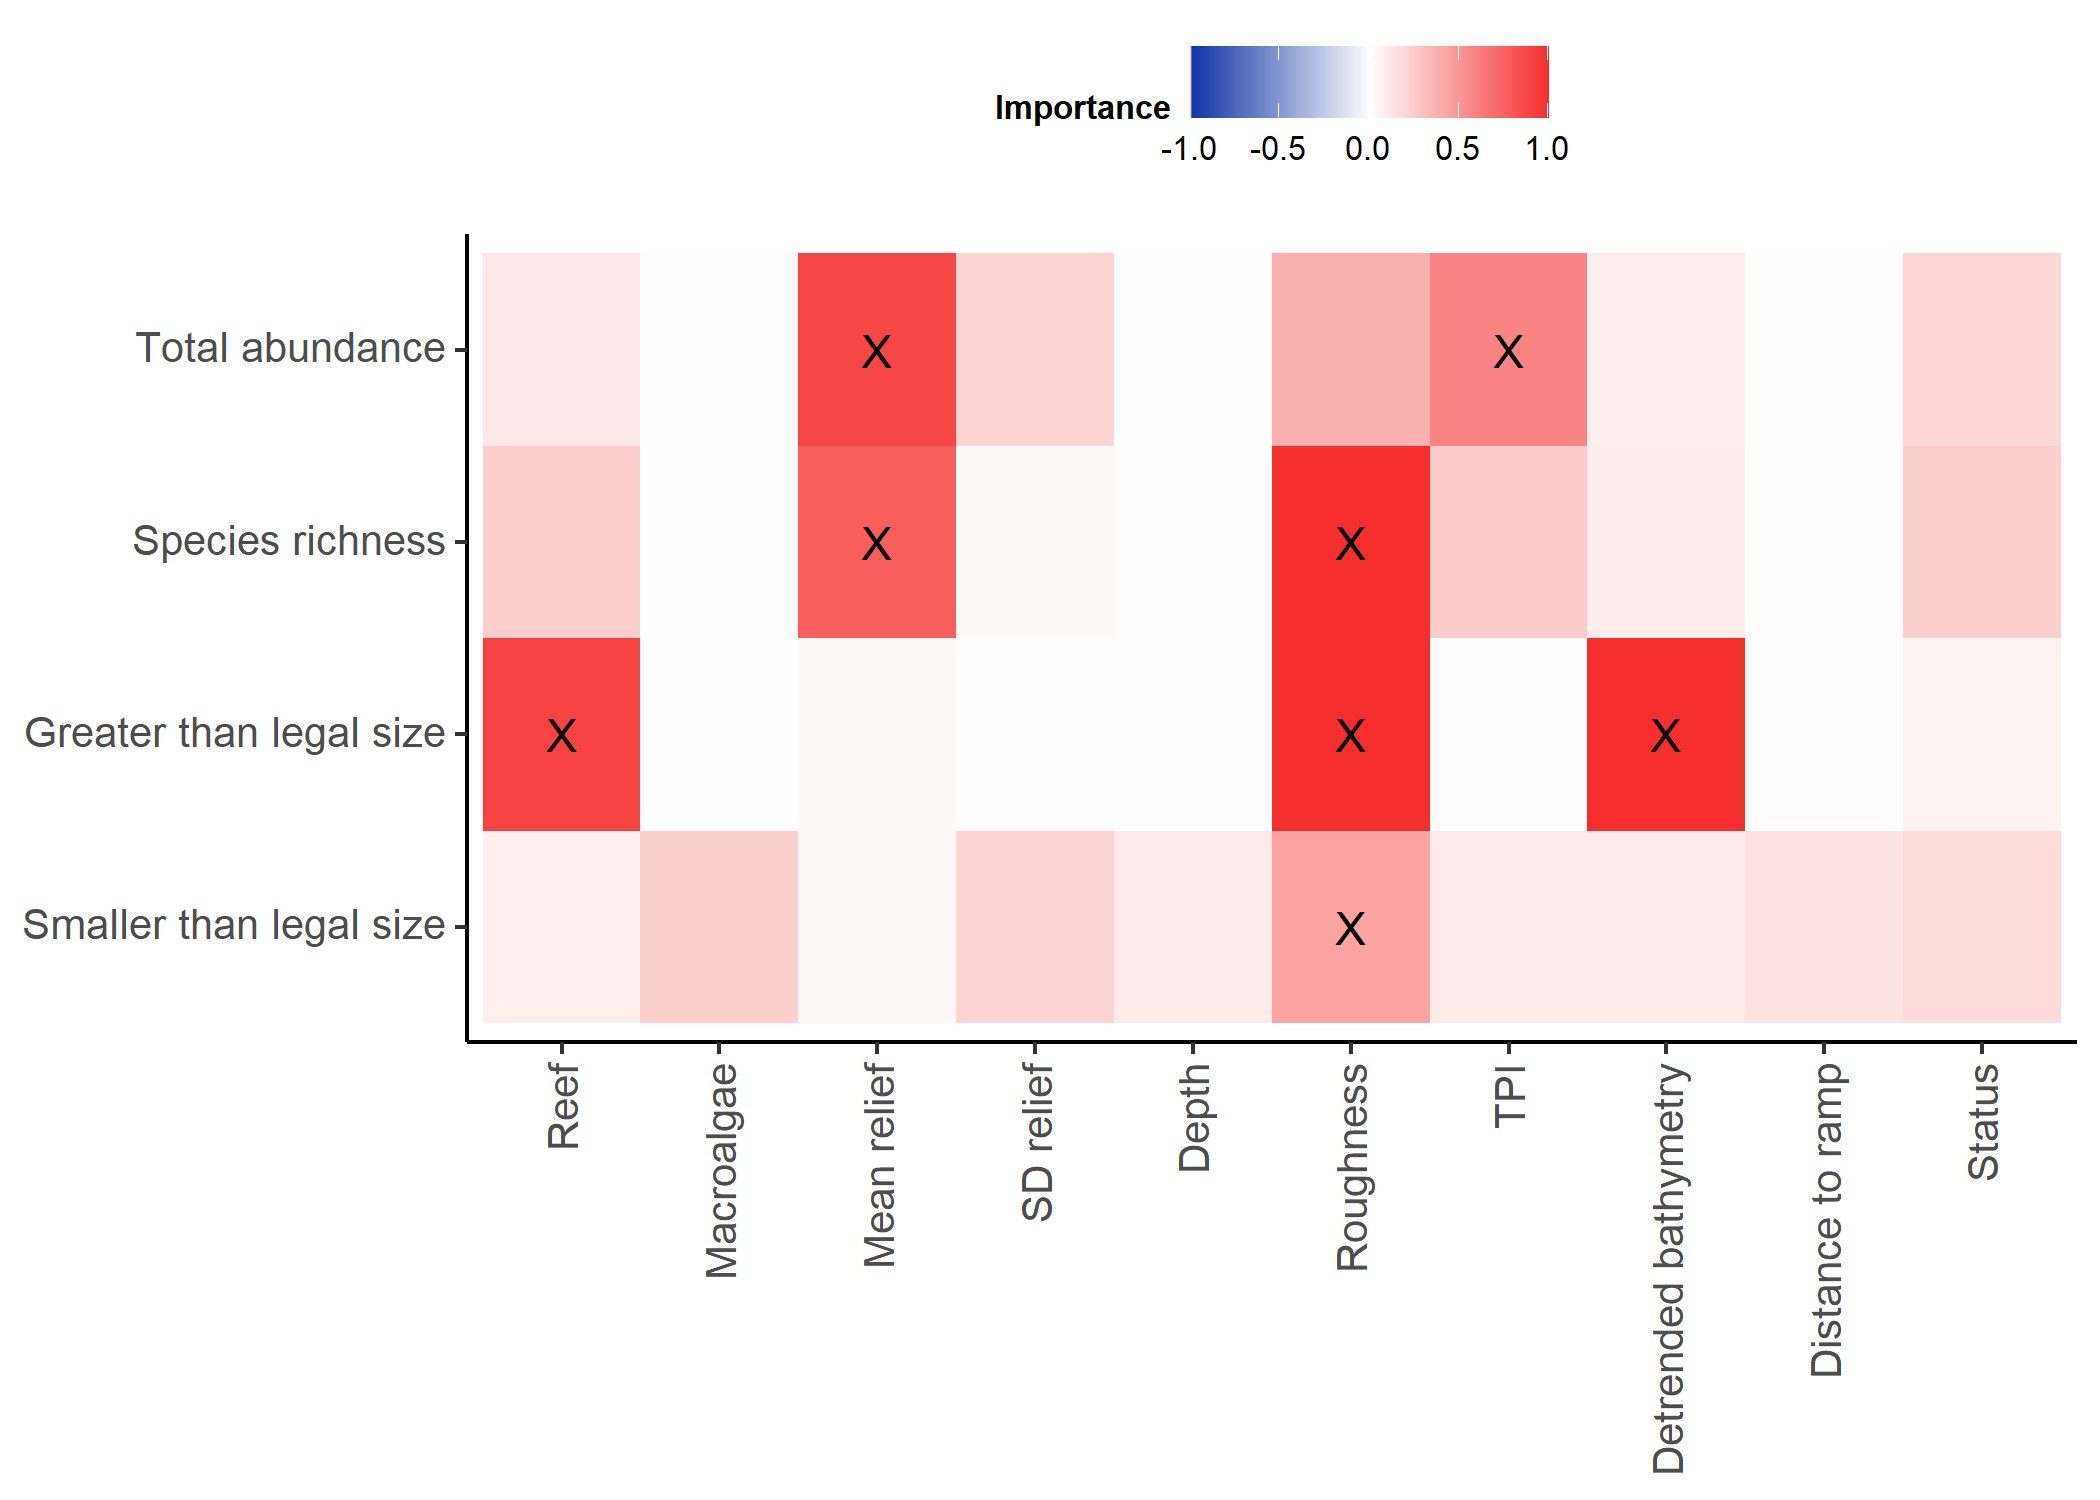 Importance
-1.0 -0.5 0.0 0.5 1.0
Total abundance
X X
Species richness
X X
Greater than legal size
X X X
Smaller than legal size
X
Reef
Macroalgae
Mean relief
SD relief
Depth
Roughness
TPI
Detrended bathymetry
Distance to ramp
Status